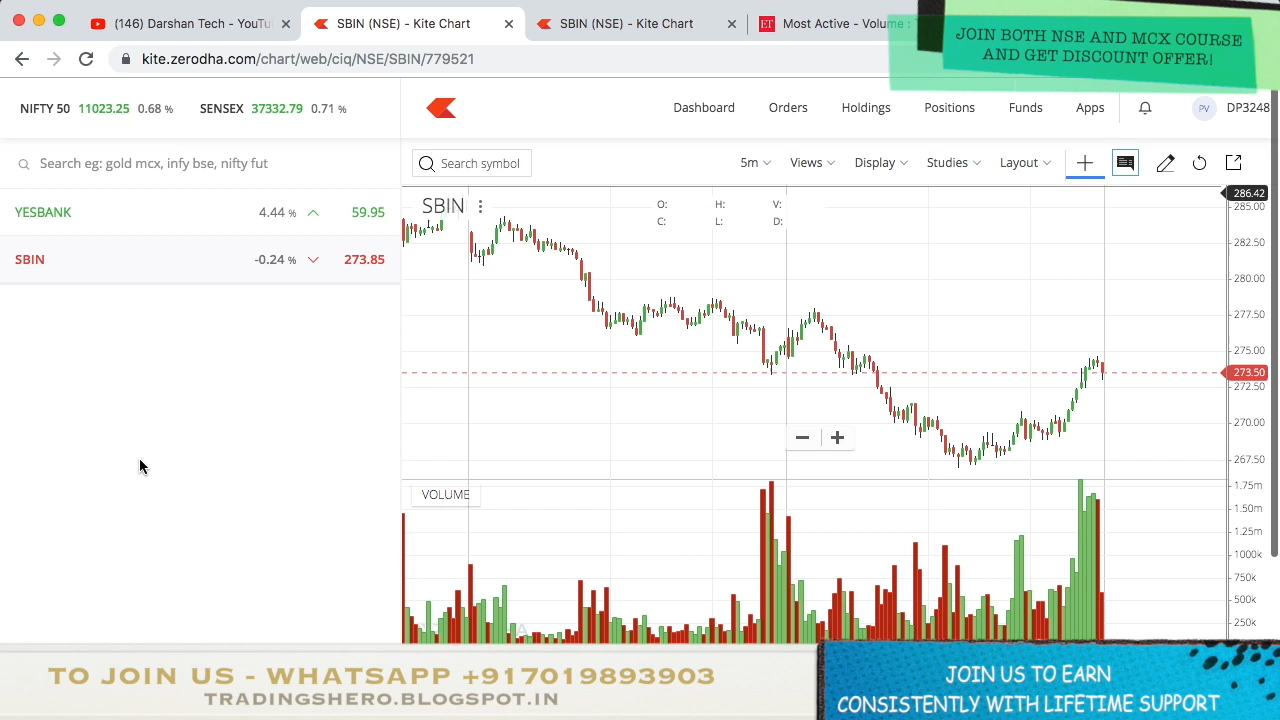 (146) Darshan Tech - YouTu
SBIN (NSE) - Kite Chart
SBIN (NSE) - Kite Chart
ET Most Active - Volume :
JOIN BOTH NSE AND MCX COURSE
AND GET DISCOUNT OFFER!
kite.zerodha.com/chart/web/ciq/NSE/SBIN/779521
NIFTY 50 11023.25 0.68 % SENSEX 37332.79 0.71 %
Dashboard Orders Holdings Positions Funds Apps PV DP3248
Search eg: gold mcx, infy bse, nifty fut
Search symbol 5m Views Display Studies Layout
YESBANK 4.44 % 59.95
SBIN -0.24 % 273.85
SBIN
O: H: V:
C: L: D:
286.42
285.00
282.50
280.00
277.50
275.00
273.50
272.50
270.00
267.50
VOLUME
1.75m
1.50m
1.25m
1000k
750k
500k
250k
TO JOIN US - WHATSAPP +917019893903
TRADINGSHERO.BLOGSPOT.IN
JOIN US TO EARN
CONSISTENTLY WITH LIFETIME SUPPORT